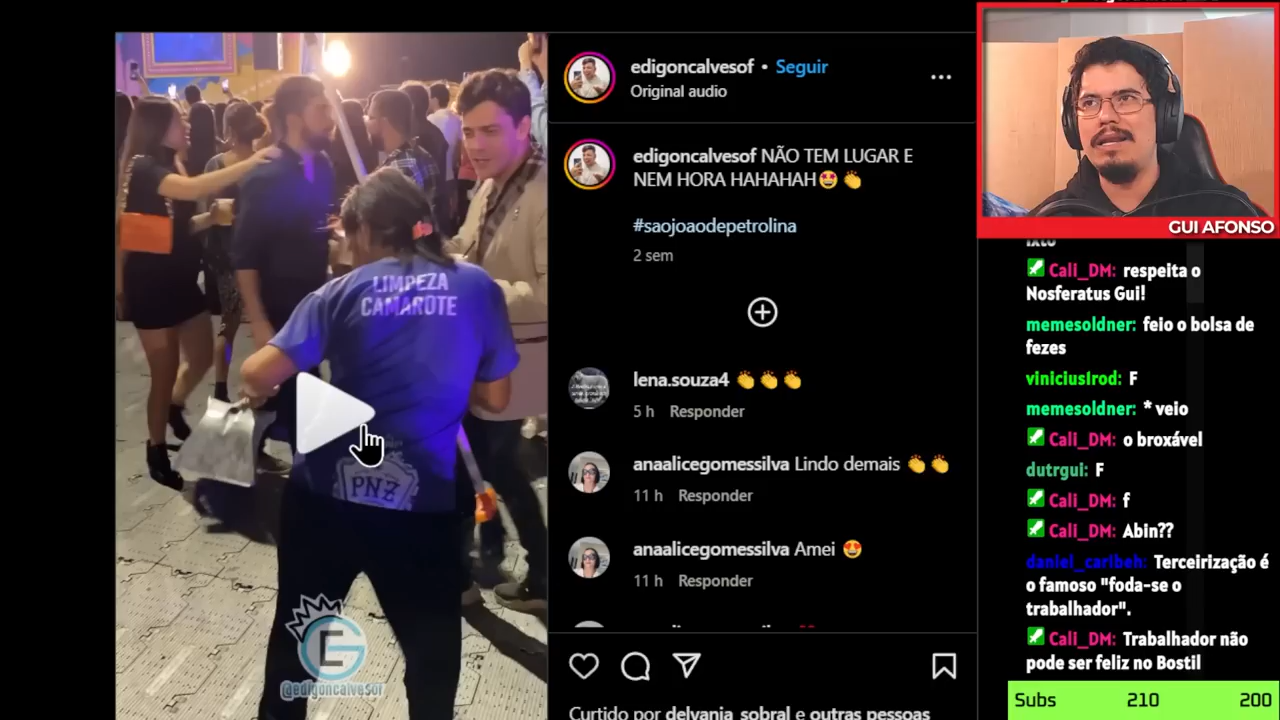 LIMPEZA
CAMAROTE
PNZ
@edigoncalvesof
edigoncalvesof • Seguir
Original audio
edigoncalvesof NÃO TEM LUGAR E
NEM HORA HAHAHAH🤩👏
#saojoaodepetrolina
2 sem
lena.souza4 👏👏👏
5 h Responder
anaalicegomessilva Lindo demais 👏👏
11 h Responder
anaalicegomessilva Amei 😍
11 h Responder
Curtido por delvania_sobral e outras pessoas
GUI AFONSO
Cali_DM: respeita o
Nosferatus Gui!
memesoldner: feio o bolsa de
fezes
vinicius1rod: F
memesoldner: * veio
Cali_DM: o broxável
dutrgui: F
Cali_DM: f
Cali_DM: Abin??
daniel_caribeh: Terceirização é
o famoso "foda-se o
trabalhador".
Cali_DM: Trabalhador não
pode ser feliz no Bostil
Subs 210 200